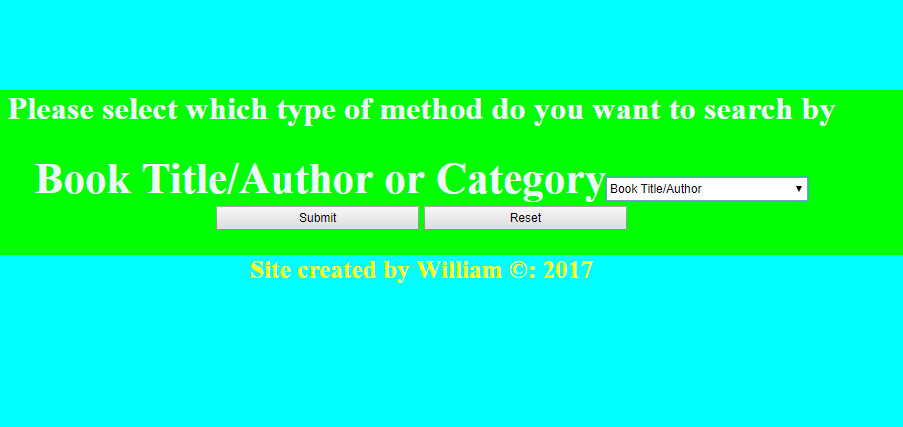 Please select which type of method do you want to search by
Book Title/Author or Category Book Title/Author
Submit Reset
Site created by William ©: 2017